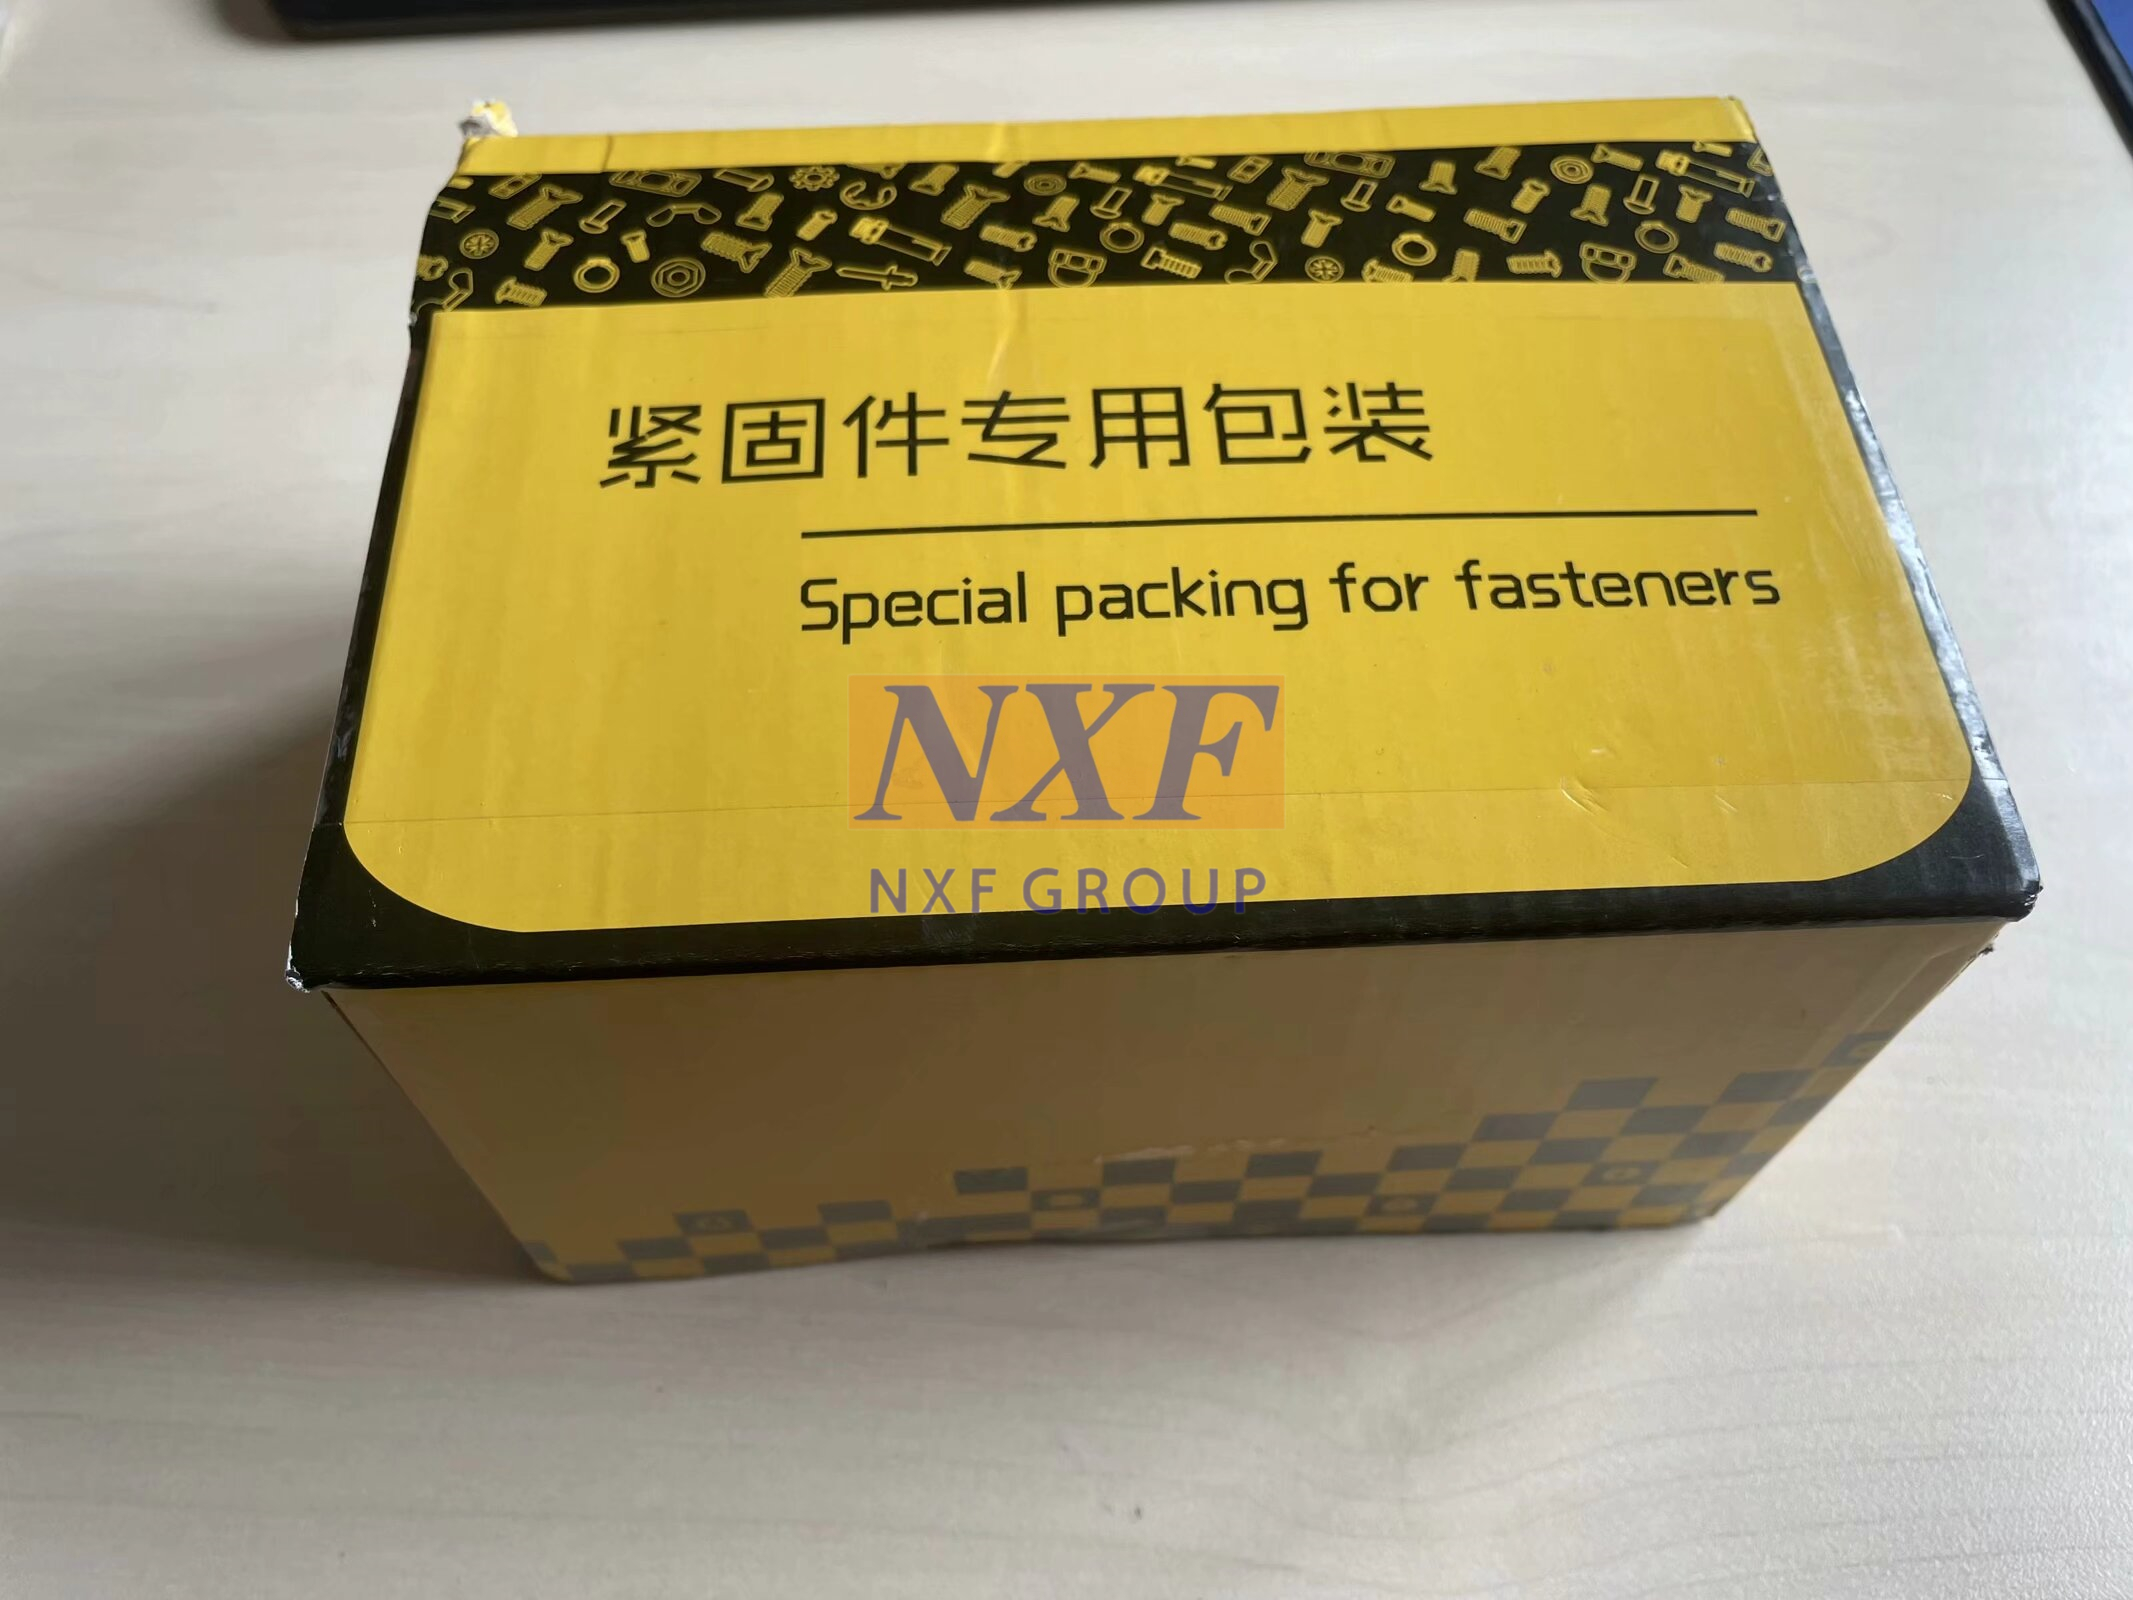 紧固件专用包装
Special packing for fasteners
NXF
NXF GROUP